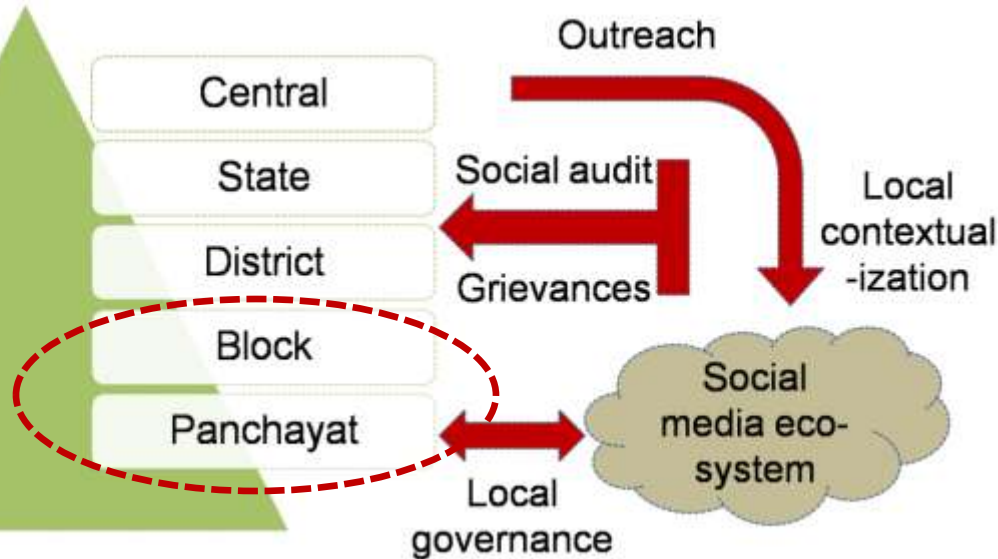 Outreach
Central
State
Social audit
Local
contextual
-ization
District
Grievances
Block
Social
media eco-
system
Panchayat
Local
governance